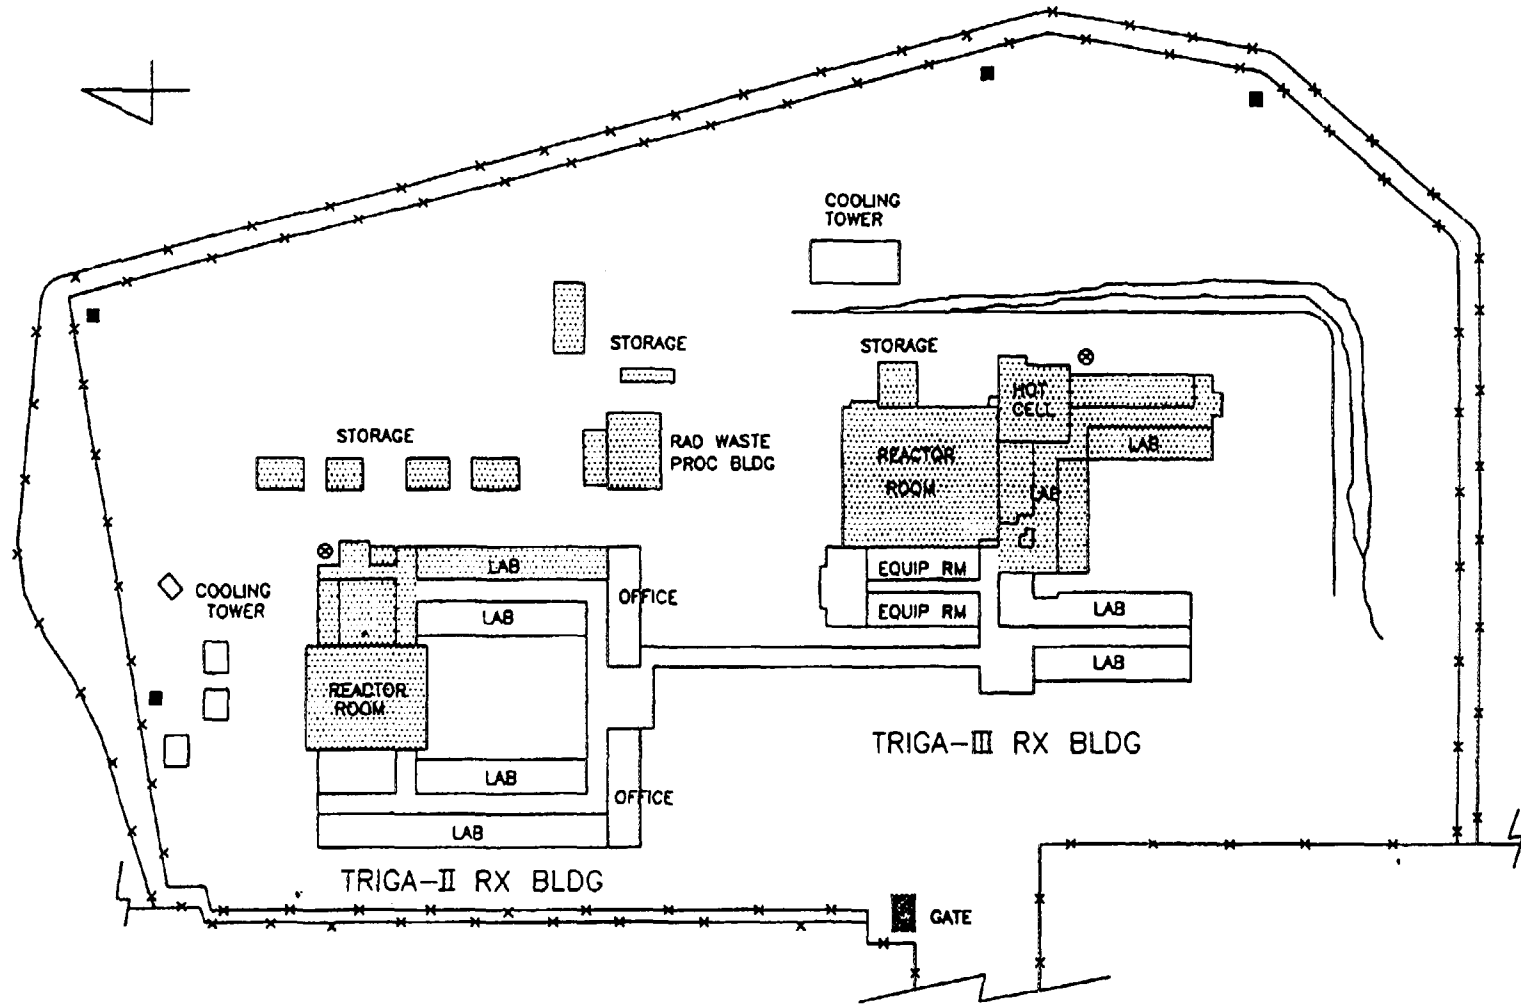 COOLING
TOWER
STORAGE
STORAGE
HOT
CELL
STORAGE
RAD WASTE
PROC BLDG
LAB
REACTOR
ROOM
LAB
LAB
EQUIP RM
COOLING
TOWER
OFFICE
LAB
EQUIP RM
LAB
LAB
REACTOR
ROOM
TRIGA-III RX BLDG
LAB
OFFICE
LAB
TRIGA-II RX BLDG
GATE